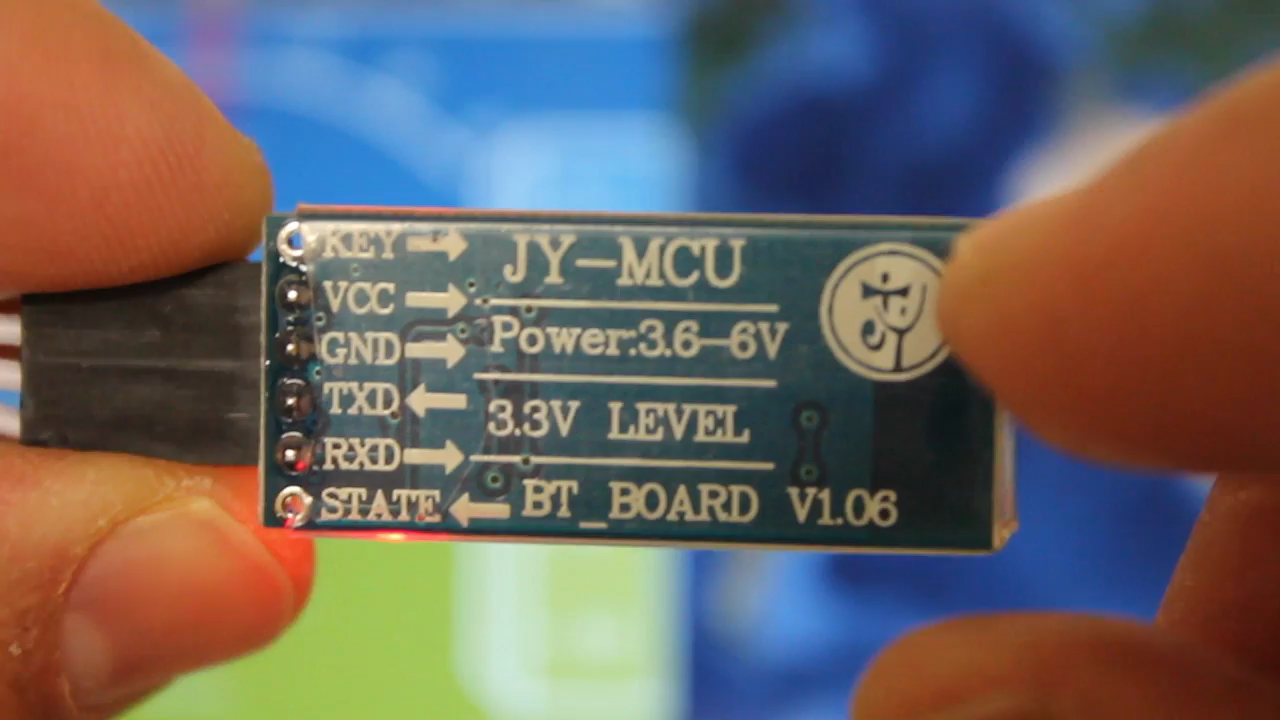 KEY
VCC
GND
TXD
RXD
STATE
JY-MCU
Power:3.6-6V
3.3V LEVEL
BT_BOARD V1.06